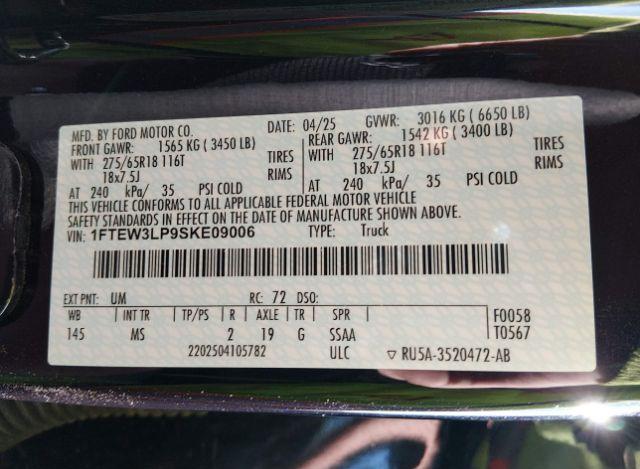 MFD. BY FORD MOTOR CO.
DATE: 04/25 GVWR: 3016 KG ( 6650 LB)
FRONT GAWR: 1565 KG ( 3450 LB)
REAR GAWR: 1542 KG ( 3400 LB)
WITH 275/65R18 116T TIRES
WITH 275/65R18 116T TIRES
18x7.5J RIMS
18x7.5J RIMS
AT 240 kPa/ 35 PSI COLD
AT 240 kPa/ 35 PSI COLD
THIS VEHICLE CONFORMS TO ALL APPLICABLE FEDERAL MOTOR VEHICLE
SAFETY STANDARDS IN EFFECT ON THE DATE OF MANUFACTURE SHOWN ABOVE.
VIN: 1FTEW3LP9SKE09006 TYPE: Truck
EXT PNT: UM RC: 72 DSO:
WB INT TR TP/PS R AXLE TR SPR F0058
145 MS 2 19 G SSAA T0567
2202504105782 ULC ▽ RU5A-3520472-AB